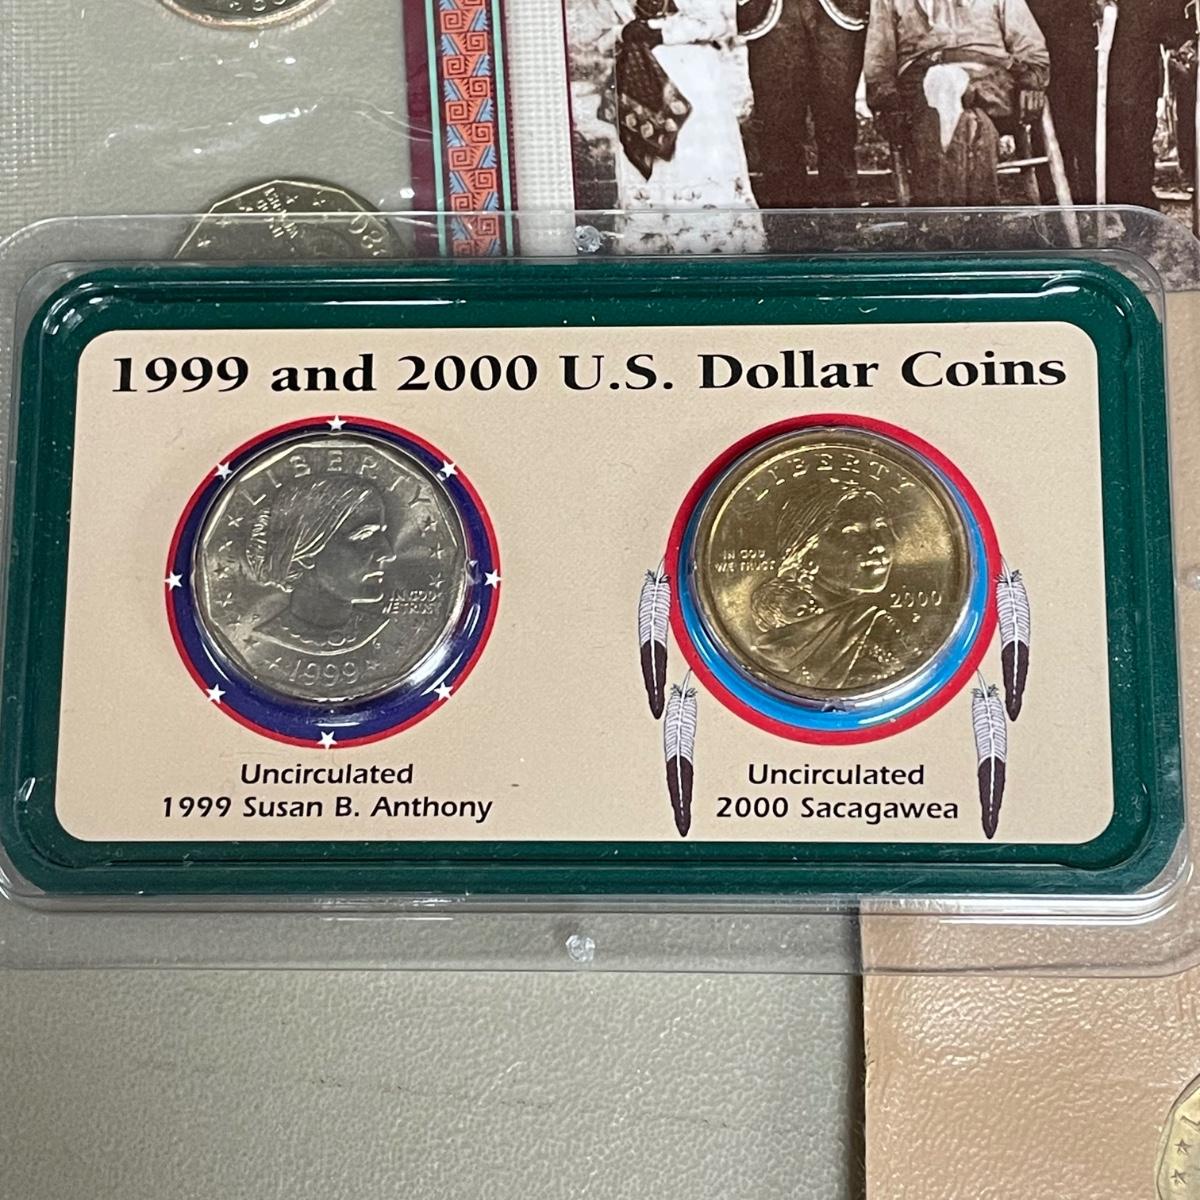 1999 and 2000 U.S. Dollar Coins
LIBERTY
IN GOD
WE TRUST
1999
LIBERTY
IN GOD
WE TRUST
2000
P
Uncirculated
1999 Susan B. Anthony
Uncirculated
2000 Sacagawea